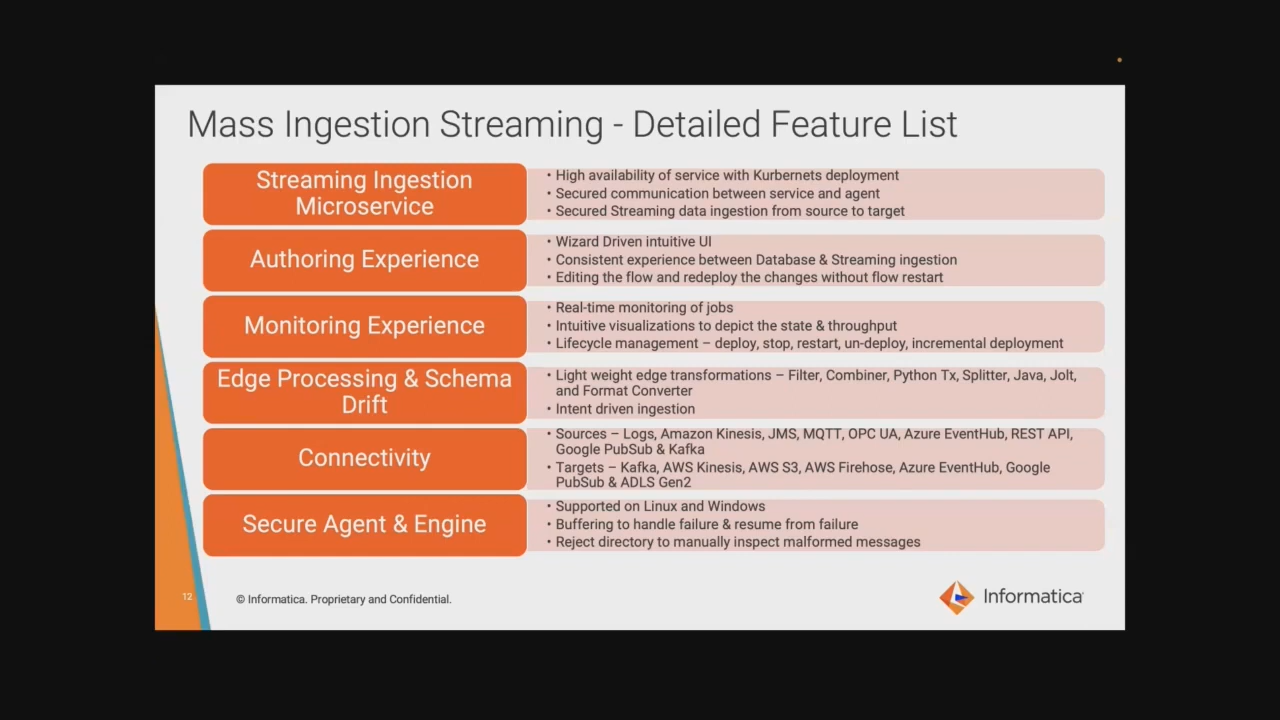 Mass Ingestion Streaming - Detailed Feature List
Streaming Ingestion
Microservice
• High availability of service with Kurbernets deployment
• Secured communication between service and agent
• Secured Streaming data ingestion from source to target
Authoring Experience
• Wizard Driven intuitive UI
• Consistent experience between Database & Streaming ingestion
• Editing the flow and redeploy the changes without flow restart
Monitoring Experience
• Real-time monitoring of jobs
• Intuitive visualizations to depict the state & throughput
• Lifecycle management – deploy, stop, restart, un-deploy, incremental deployment
Edge Processing & Schema
Drift
• Light weight edge transformations – Filter, Combiner, Python Tx, Splitter, Java, Jolt,
and Format Converter
• Intent driven ingestion
Connectivity
• Sources – Logs, Amazon Kinesis, JMS, MQTT, OPC UA, Azure EventHub, REST API,
Google PubSub & Kafka
• Targets – Kafka, AWS Kinesis, AWS S3, AWS Firehose, Azure EventHub, Google
PubSub & ADLS Gen2
Secure Agent & Engine
• Supported on Linux and Windows
• Buffering to handle failure & resume from failure
• Reject directory to manually inspect malformed messages
12
© Informatica. Proprietary and Confidential.
Informatica